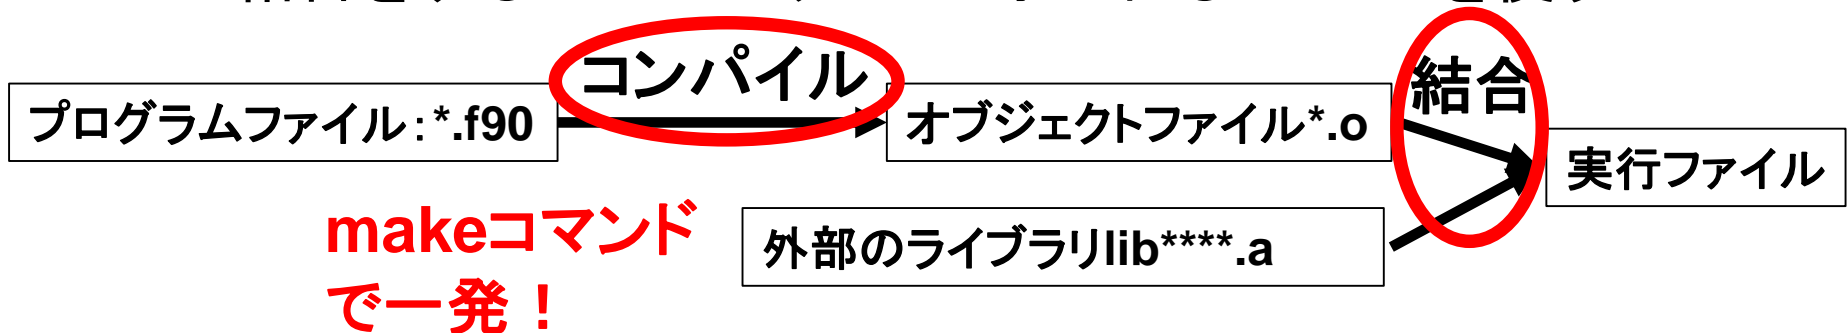 コンパイル
結合
プログラムファイル:*.f90
オブジェクトファイル*.o
実行ファイル
外部のライブラリlib****.a
makeコマンド
で一発！